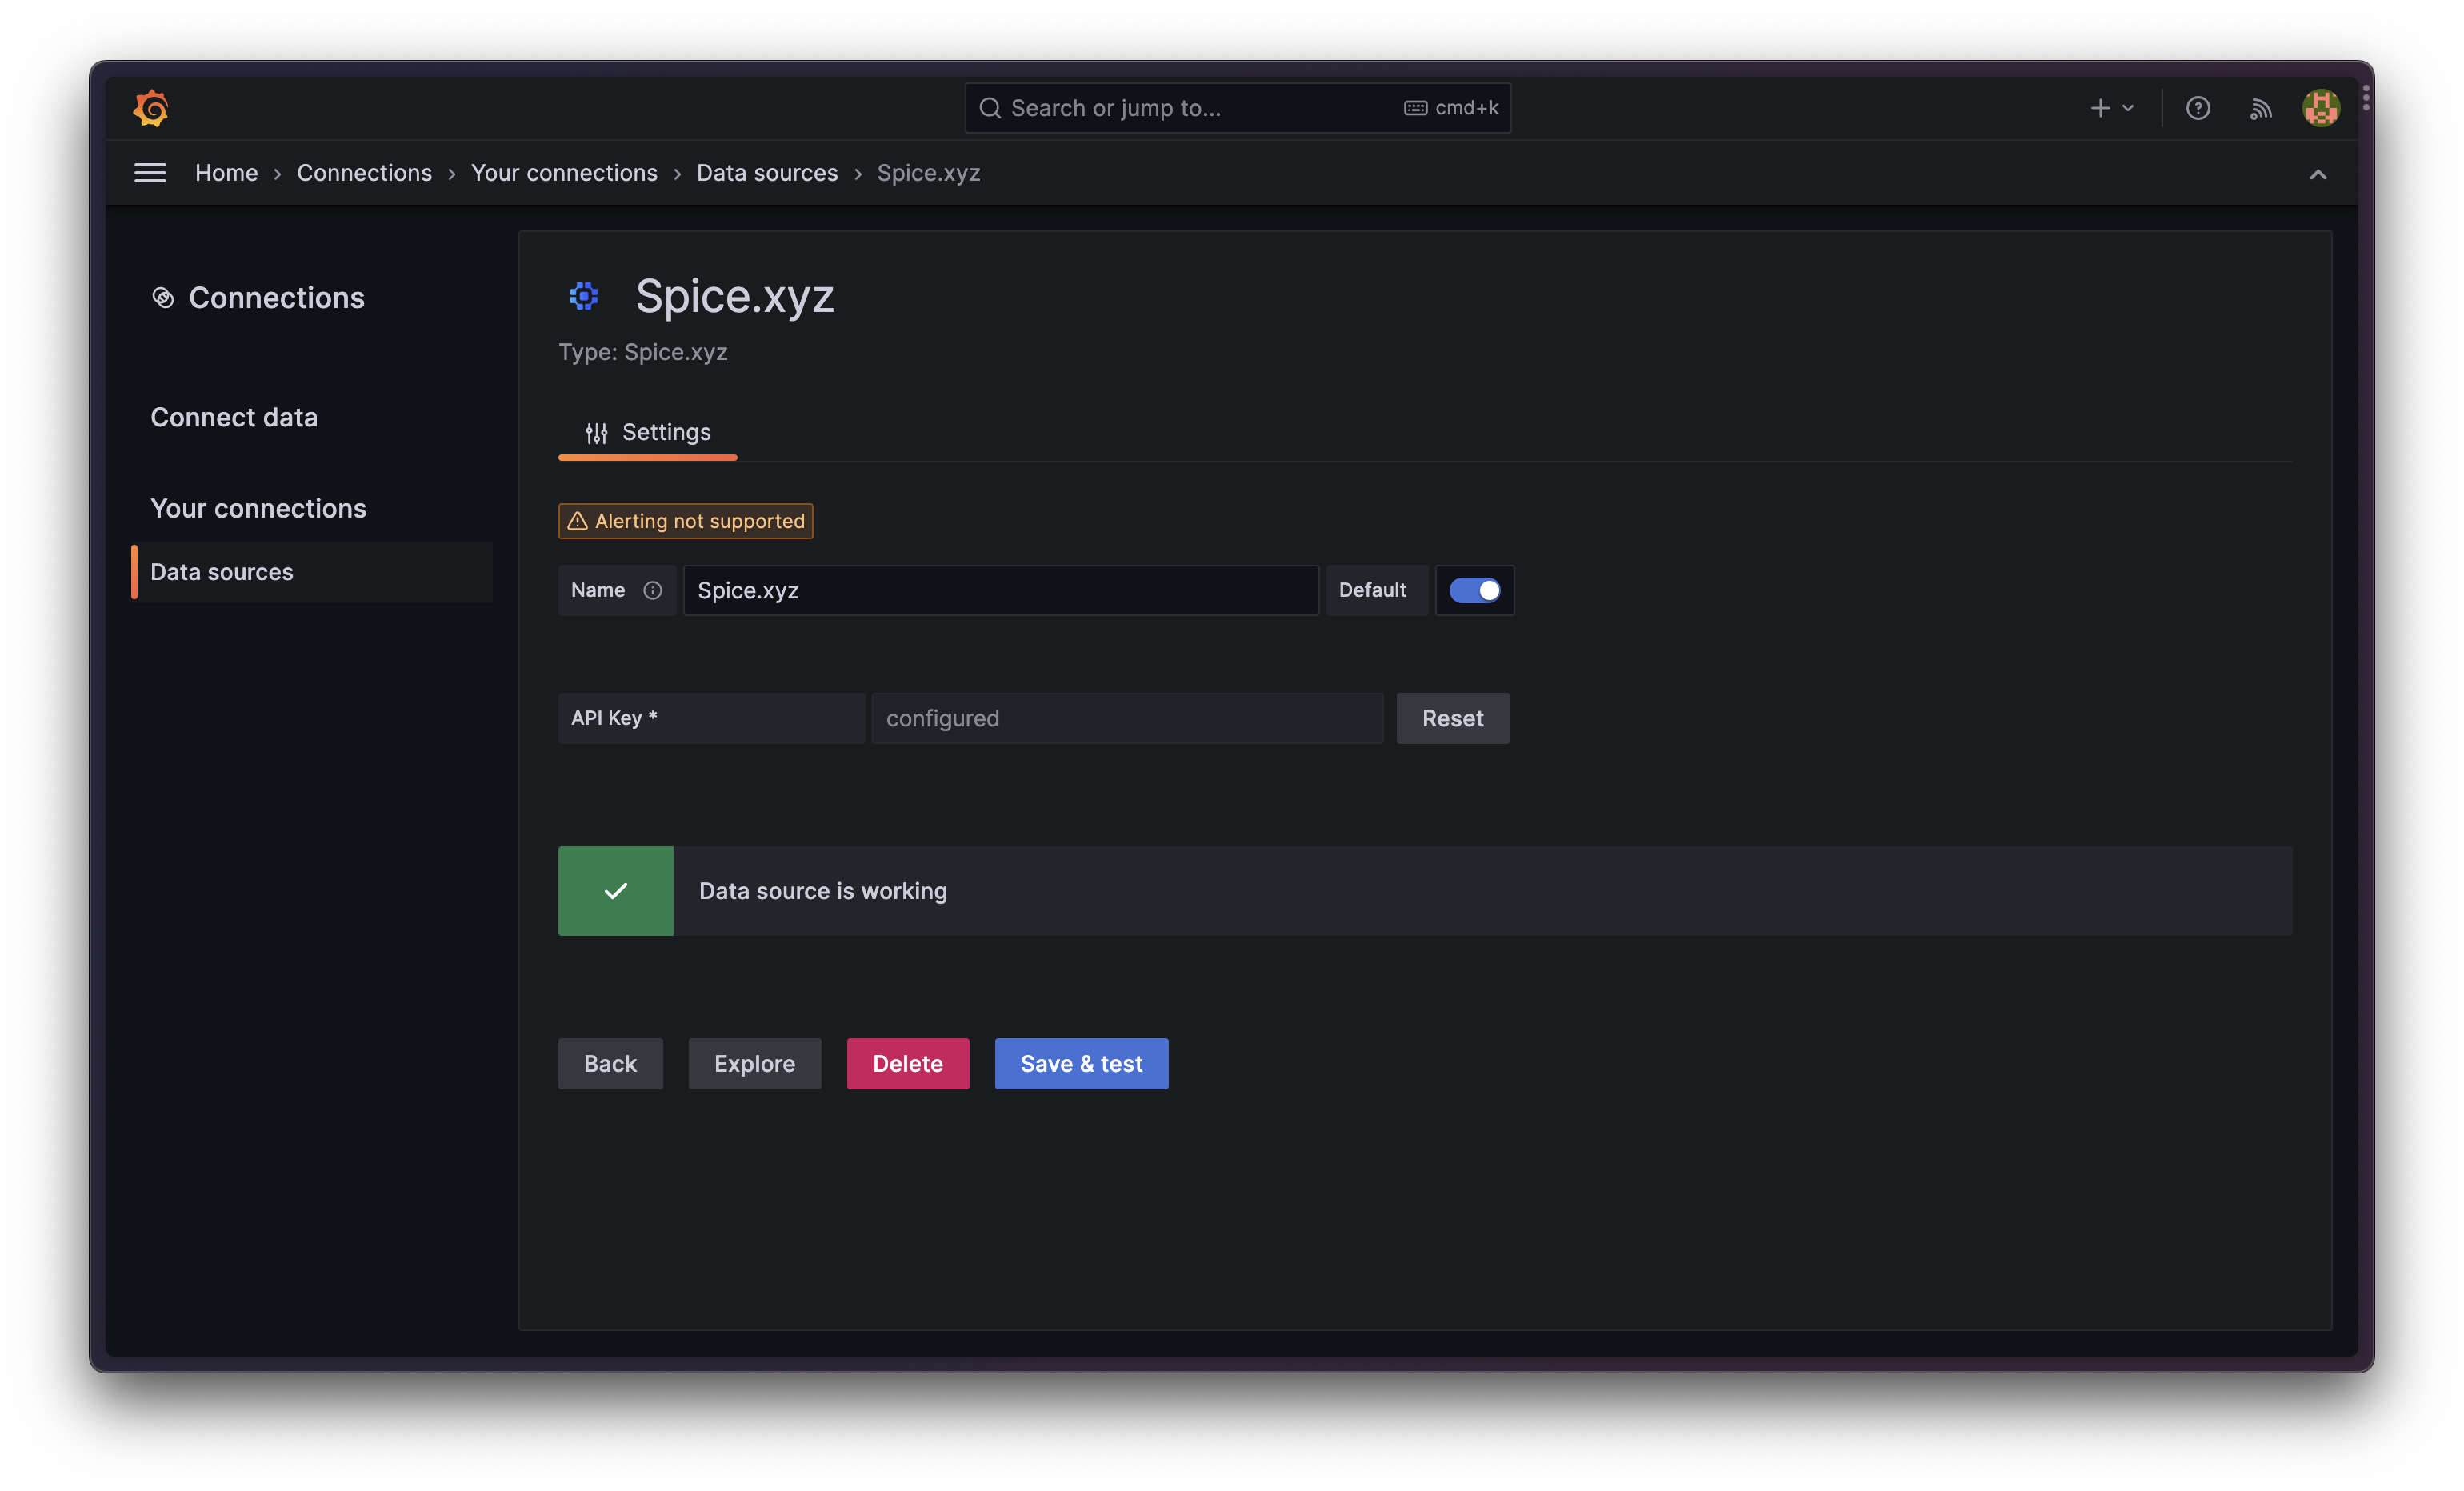 Search or jump to... cmd+k
Home › Connections › Your connections › Data sources › Spice.xyz
Connections
Connect data
Your connections
Data sources
Spice.xyz
Type: Spice.xyz
Settings
Alerting not supported
Name Spice.xyz Default
API Key * configured Reset
Data source is working
Back Explore Delete Save & test